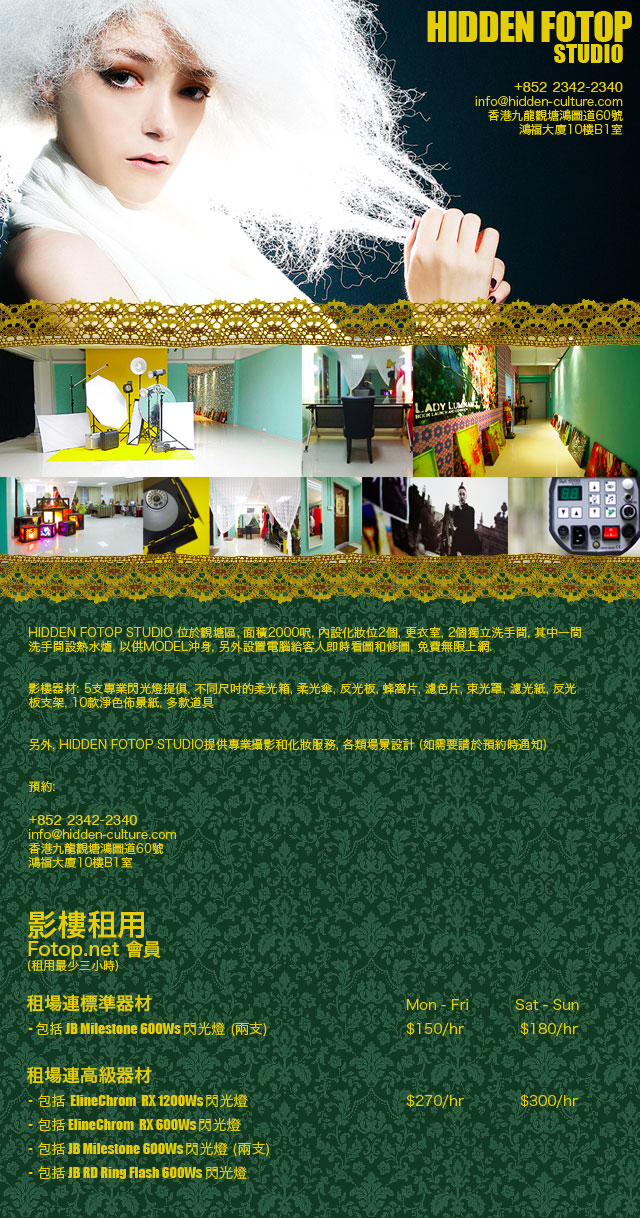 HIDDEN FOTOP
STUDIO
+852 2342-2340
info@hidden-culture.com
香港九龍觀塘鴻圖道60號
鴻福大廈10樓B1室
LADY LUMINAL
HIDDEN FOTOP STUDIO 位於觀塘區, 面積2000呎, 內設化妝位2個, 更衣室, 2個獨立洗手間, 其中一間
洗手間設熱水爐, 以供MODEL沖身, 另外設置電腦給客人即時看圖和修圖, 免費無限上網.
影樓器材: 5支專業閃光燈提俱, 不同尺吋的柔光箱, 柔光傘, 反光板, 蜂窩片, 濾色片, 束光罩, 濾光紙, 反光
板支架, 10款淨色佈景紙, 多款道具
另外, HIDDEN FOTOP STUDIO提供專業攝影和化妝服務, 各類場景設計 (如需要請於預約時通知)
預約:
+852 2342-2340
info@hidden-culture.com
香港九龍觀塘鴻圖道60號
鴻福大廈10樓B1室
影樓租用
Fotop.net 會員
(租用最少三小時)
租場連標準器材 Mon - Fri Sat - Sun
- 包括 JB Milestone 600Ws 閃光燈 (兩支) $150/hr $180/hr
租場連高級器材
- 包括 ElineChrom RX 1200Ws 閃光燈 $270/hr $300/hr
- 包括 ElineChrom RX 600Ws 閃光燈
- 包括 JB Milestone 600Ws 閃光燈 (兩支)
- 包括 JB RD Ring Flash 600Ws 閃光燈